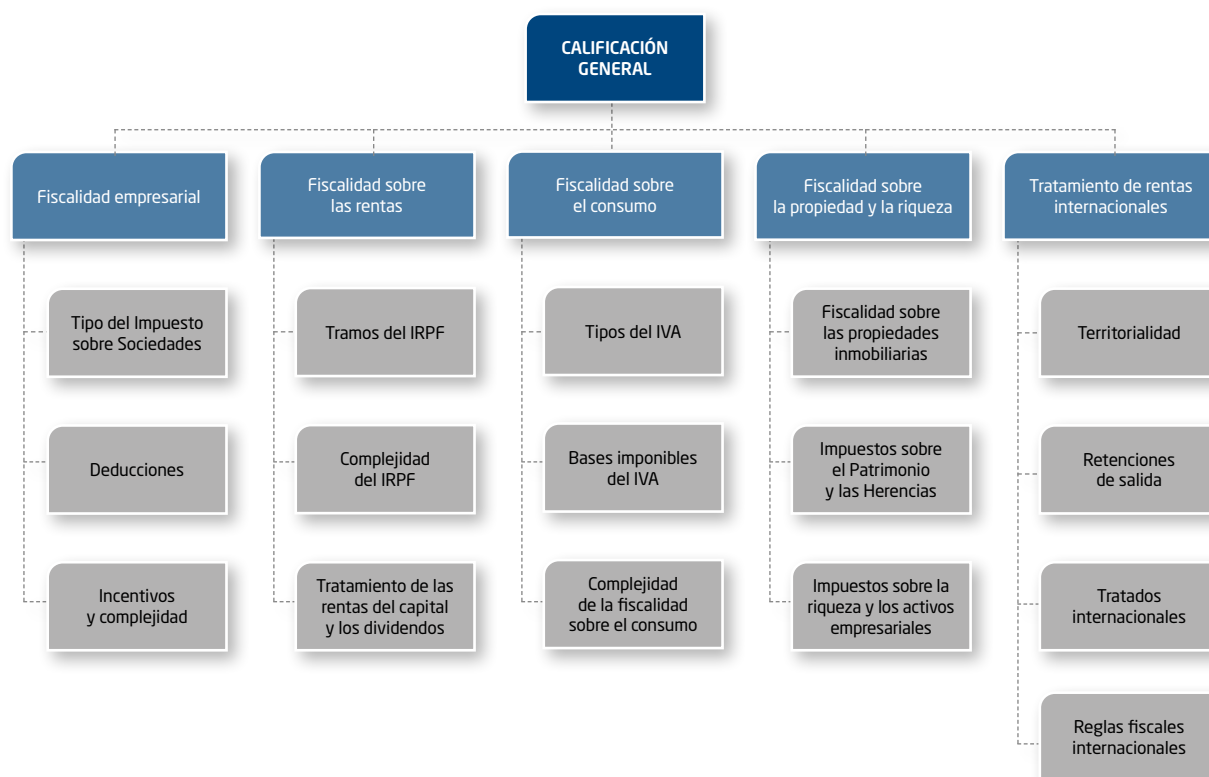 CALIFICACIÓN
GENERAL
Fiscalidad empresarial
Fiscalidad sobre
las rentas
Fiscalidad sobre
el consumo
Fiscalidad sobre
la propiedad y la riqueza
Tratamiento de rentas
internacionales
Tipo del Impuesto
sobre Sociedades
Tramos del IRPF
Tipos del IVA
Fiscalidad sobre
las propiedades
inmobiliarias
Territorialidad
Deducciones
Complejidad
del IRPF
Bases imponibles
del IVA
Impuestos sobre
el Patrimonio
y las Herencias
Retenciones
de salida
Incentivos
y complejidad
Tratamiento de las
rentas del capital
y los dividendos
Complejidad
de la fiscalidad
sobre el consumo
Impuestos sobre la
riqueza y los activos
empresariales
Tratados
internacionales
Reglas fiscales
internacionales